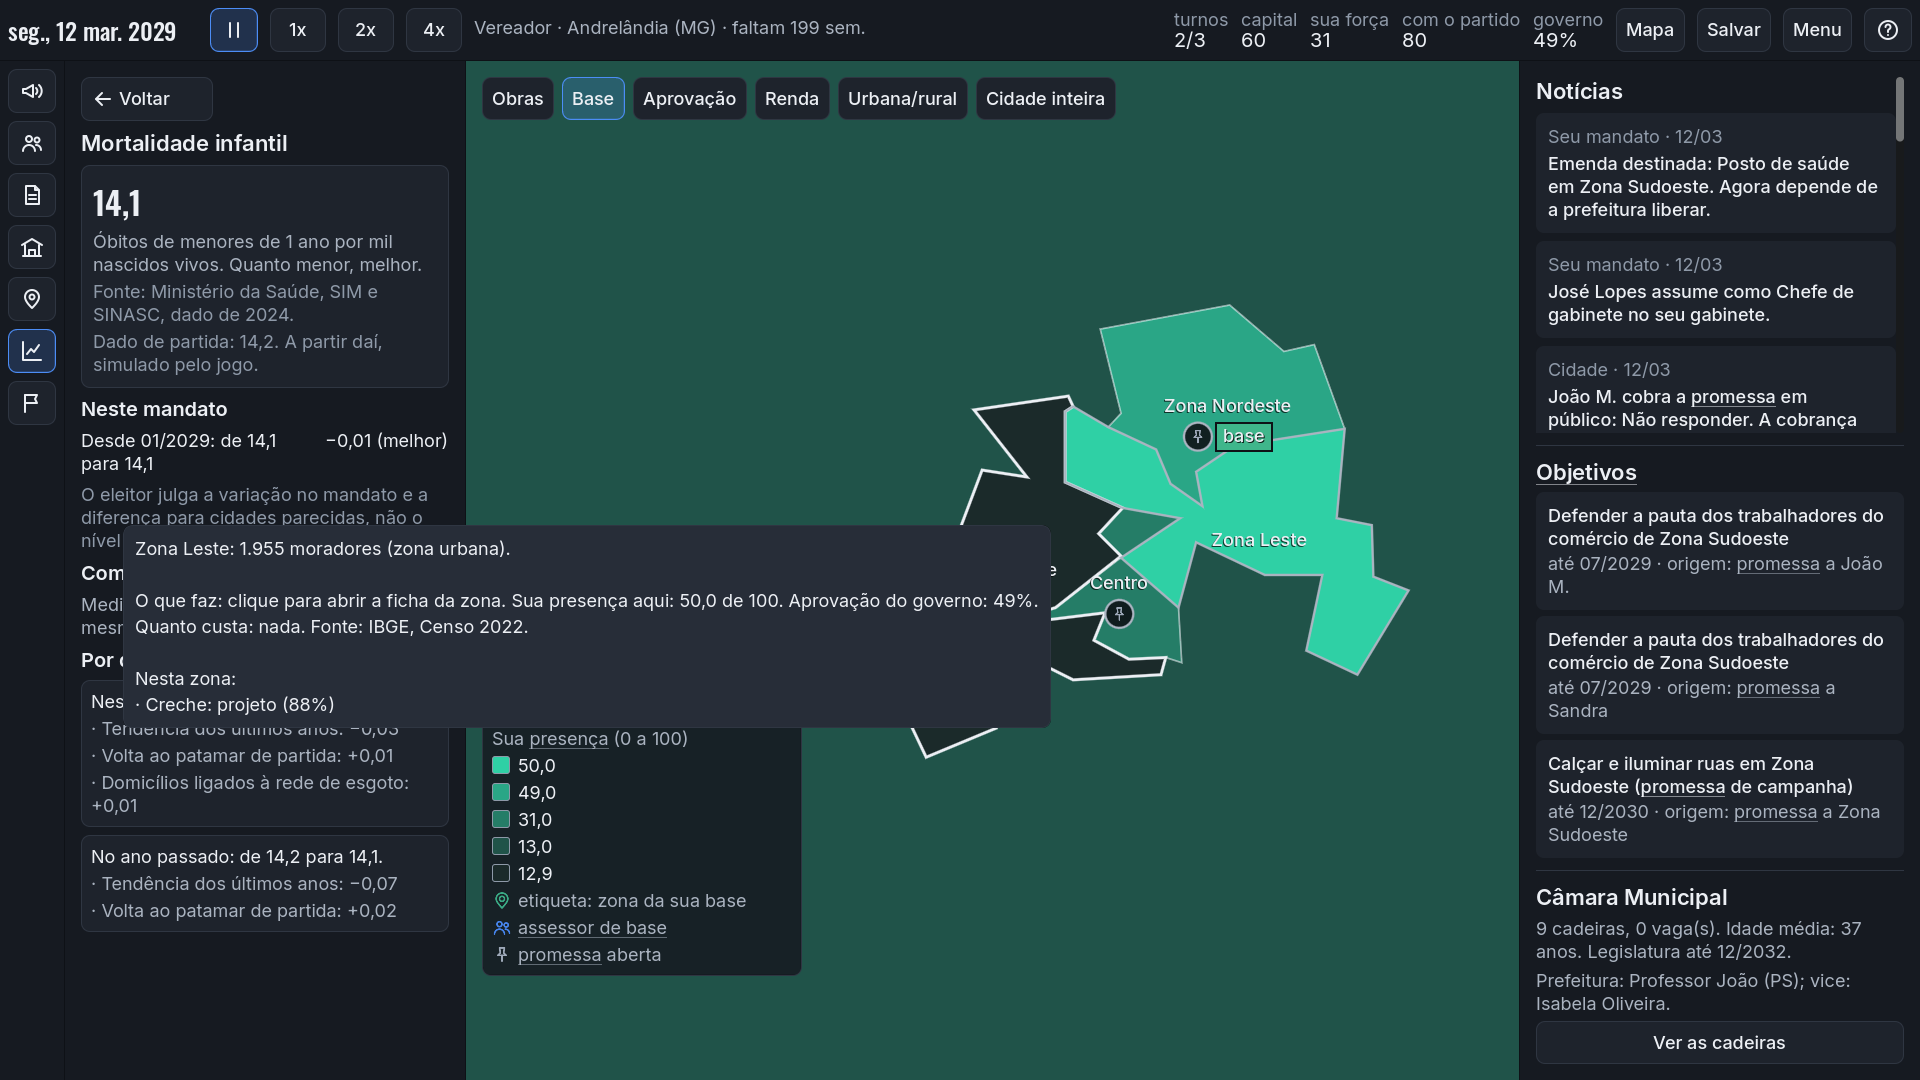 seg., 12 mar. 2029
1x
2x
4x
Vereador · Andrelândia (MG) · faltam 199 sem.
turnos
2/3
capital
60
sua força
31
com o partido
80
governo
49%
Mapa
Salvar
Menu
Voltar
Mortalidade infantil
14,1
Óbitos de menores de 1 ano por mil
nascidos vivos. Quanto menor, melhor.
Fonte: Ministério da Saúde, SIM e
SINASC, dado de 2024.
Dado de partida: 14,2. A partir daí,
simulado pelo jogo.
Neste mandato
Desde 01/2029: de 14,1
para 14,1
−0,01 (melhor)
O eleitor julga a variação no mandato e a
diferença para cidades parecidas, não o
nível
Com
Medi
mesm
Por
Nes
· Tendência dos últimos anos: −0,03
· Volta ao patamar de partida: +0,01
· Domicílios ligados à rede de esgoto:
+0,01
No ano passado: de 14,2 para 14,1.
· Tendência dos últimos anos: −0,07
· Volta ao patamar de partida: +0,02
Obras
Base
Aprovação
Renda
Urbana/rural
Cidade inteira
Zona Nordeste
base
Zona Leste
Centro
Zona Leste: 1.955 moradores (zona urbana).
O que faz: clique para abrir a ficha da zona. Sua presença aqui: 50,0 de 100. Aprovação do governo: 49%.
Quanto custa: nada. Fonte: IBGE, Censo 2022.
Nesta zona:
· Creche: projeto (88%)
Sua presença (0 a 100)
50,0
49,0
31,0
13,0
12,9
etiqueta: zona da sua base
assessor de base
promessa aberta
Notícias
Seu mandato · 12/03
Emenda destinada: Posto de saúde
em Zona Sudoeste. Agora depende de
a prefeitura liberar.
Seu mandato · 12/03
José Lopes assume como Chefe de
gabinete no seu gabinete.
Cidade · 12/03
João M. cobra a promessa em
público: Não responder. A cobrança
Objetivos
Defender a pauta dos trabalhadores do
comércio de Zona Sudoeste
até 07/2029 · origem: promessa a João
M.
Defender a pauta dos trabalhadores do
comércio de Zona Sudoeste
até 07/2029 · origem: promessa a
Sandra
Calçar e iluminar ruas em Zona
Sudoeste (promessa de campanha)
até 12/2030 · origem: promessa a Zona
Sudoeste
Câmara Municipal
9 cadeiras, 0 vaga(s). Idade média: 37
anos. Legislatura até 12/2032.
Prefeitura: Professor João (PS); vice:
Isabela Oliveira.
Ver as cadeiras